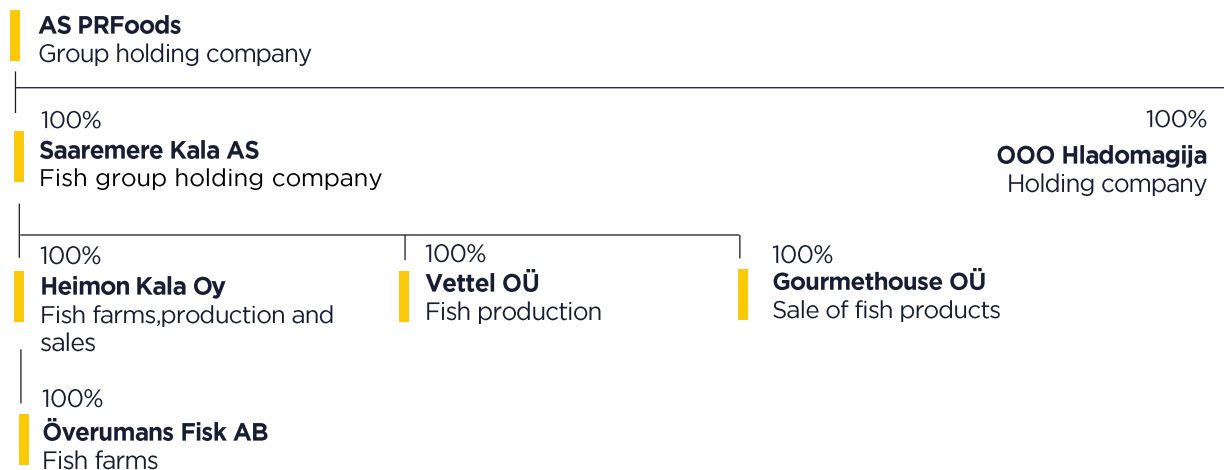 AS PRFoods
Group holding company
100%
Saaremere Kala AS
Fish group holding company
100%
OOO Hladomagija
Holding company
100%
Heimon Kala Oy
Fish farms,production and
sales
100%
Vettel OÜ
Fish production
100%
Gourmethouse OÜ
Sale of fish products
100%
Överumans Fisk AB
Fish farms